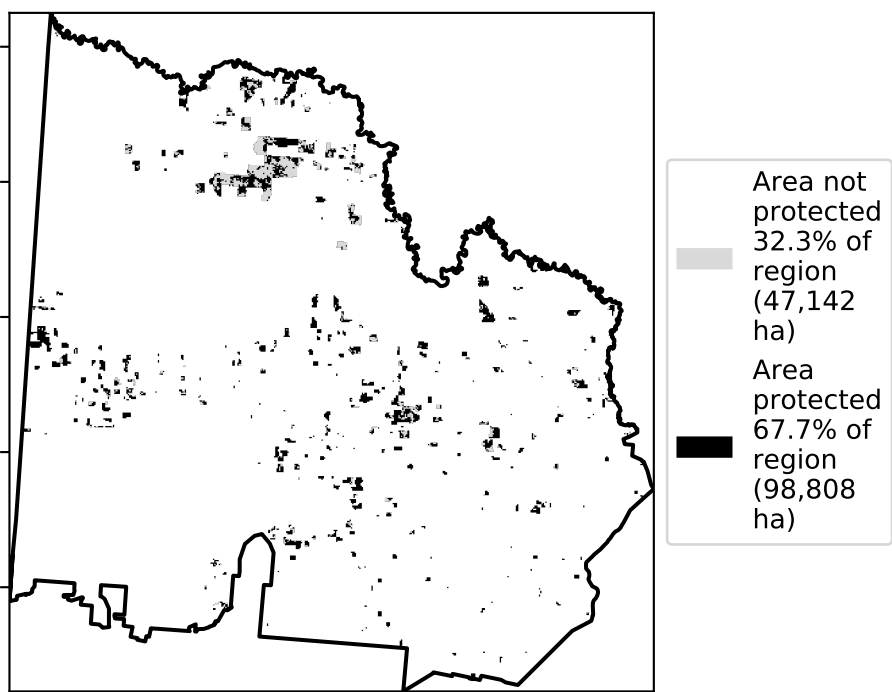 Area not
protected
32.3% of
region
(47,142
ha)
Area
protected
67.7% of
region
(98,808
ha)